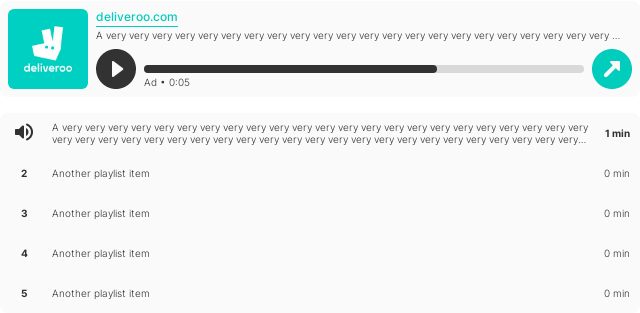 deliveroo.com
A very very very very very very very very very very very very very very very very very very very very very very ...
deliveroo
Ad • 0:05
A very very very very very very very very very very very very very very very very very very very very very very very
very very very very very very very very very very very very very very very very very very very very very very very...
1 min
2 Another playlist item 0 min
3 Another playlist item 0 min
4 Another playlist item 0 min
5 Another playlist item 0 min